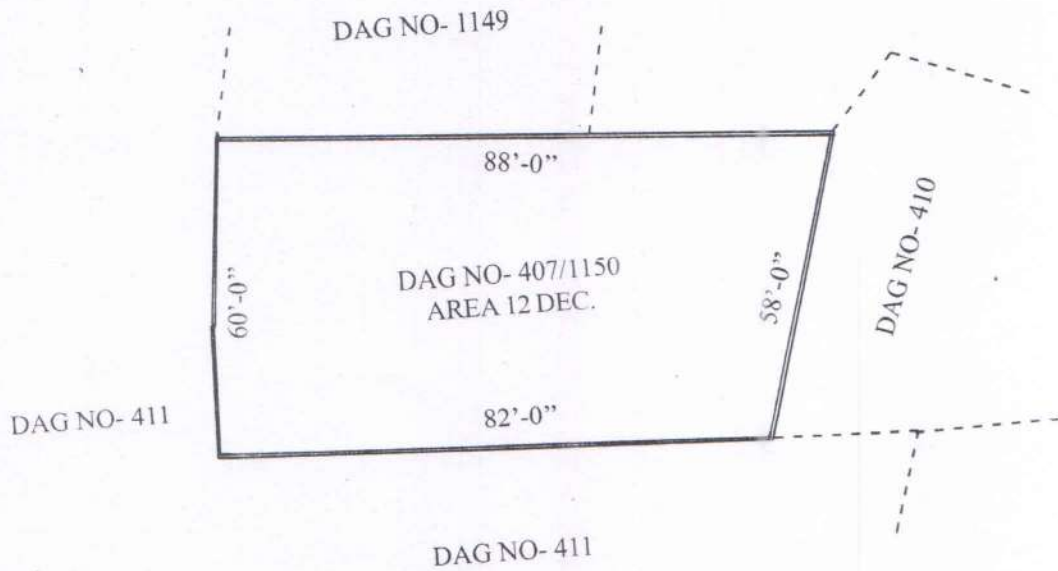 DAG NO- 1149
88’-0”
DAG NO- 407/1150
AREA 12 DEC.
60’-0”
58’-0”
DAG NO- 410
82’-0”
DAG NO- 411
DAG NO- 411